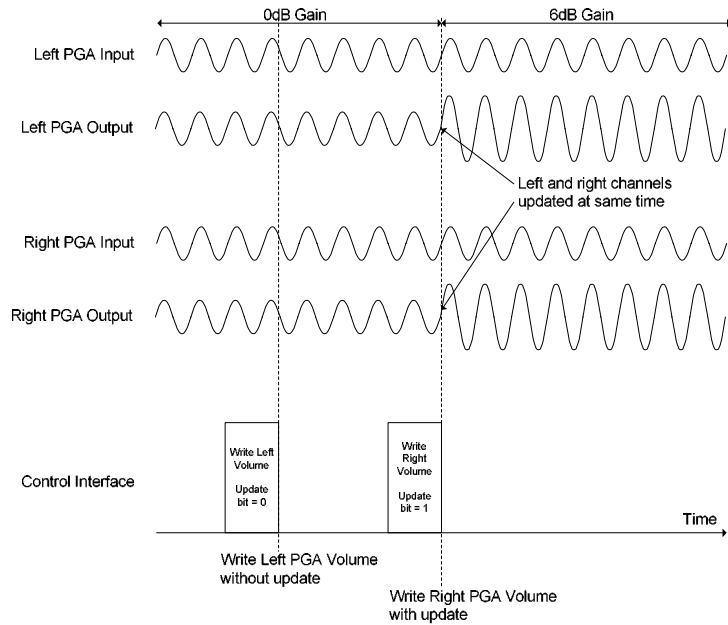 0dB Gain
6dB Gain
Left PGA Input
Left PGA Output
Left and right channels
updated at same time
Right PGA Input
Right PGA Output
Control Interface
Write Left
Volume
Update
bit = 0
Write
Right
Volume
Update
bit = 1
Time
Write Left PGA Volume
without update
Write Right PGA Volume
with update